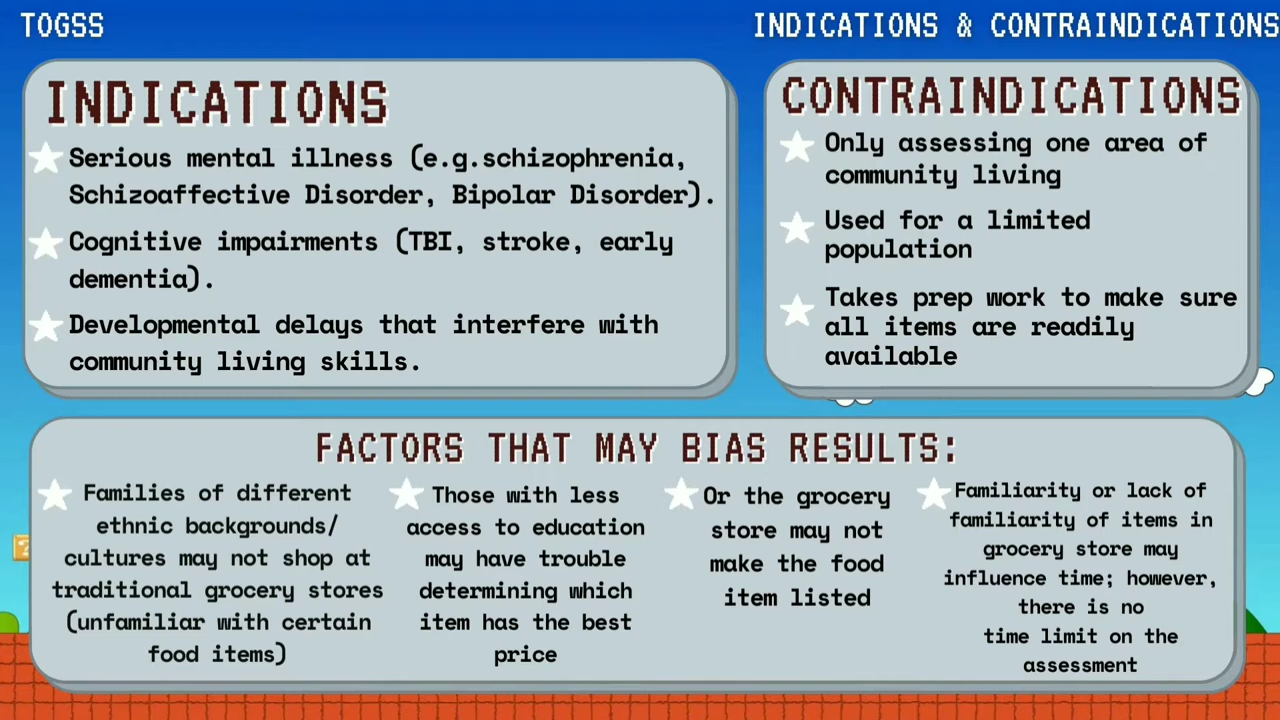 TOGSS
INDICATIONS & CONTRAINDICATIONS
INDICATIONS
Serious mental illness (e.g.schizophrenia,
Schizoaffective Disorder, Bipolar Disorder).
Cognitive impairments (TBI, stroke, early
dementia).
Developmental delays that interfere with
community living skills.
CONTRAINDICATIONS
Only assessing one area of
community living
Used for a limited
population
Takes prep work to make sure
all items are readily
available
FACTORS THAT MAY BIAS RESULTS:
Families of different
ethnic backgrounds/
cultures may not shop at
traditional grocery stores
(unfamiliar with certain
food items)
Those with less
access to education
may have trouble
determining which
item has the best
price
Or the grocery
store may not
make the food
item listed
Familiarity or lack of
familiarity of items in
grocery store may
influence time; however,
there is no
time limit on the
assessment